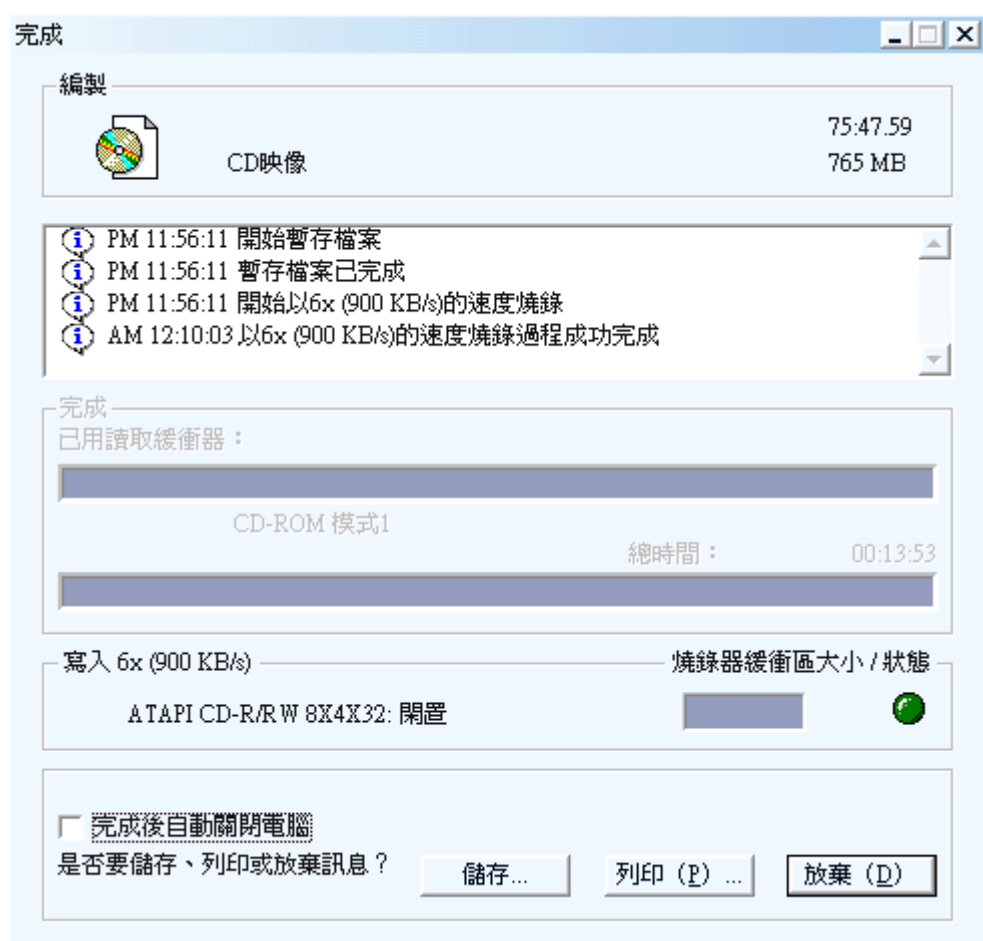 完成
編製
75:47.59
CD映像
765 MB
PM 11:56:11 開始暫存檔案
PM 11:56:11 暫存檔案已完成
PM 11:56:11 開始以6x (900 KB/s)的速度燒錄
AM 12:10:03 以6x (900 KB/s)的速度燒錄過程成功完成
完成
已用讀取緩衝器：
CD-ROM 模式1
總時間： 00:13:53
寫入 6x (900 KB/s) 燒錄器緩衝區大小 / 狀態
ATAPI CD-R/RW 8X4X32: 閑置
完成後自動關閉電腦
是否要儲存、列印或放棄訊息？ 儲存... 列印（P）... 放棄（D）